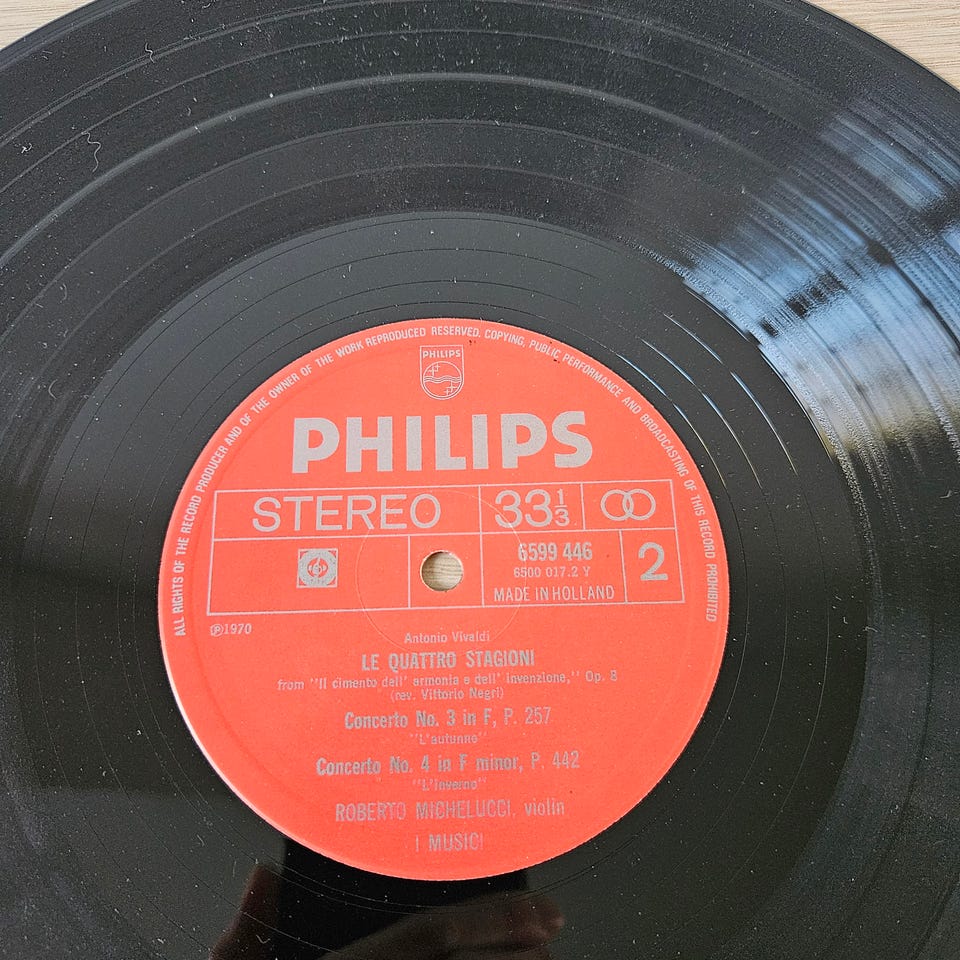 ALL RIGHTS OF THE RECORD PRODUCER AND OF THE OWNER OF THE WORK REPRODUCED RESERVED. COPYING, PUBLIC PERFORMANCE AND BROADCASTING OF THIS RECORD PROHIBITED
PHILIPS
PHILIPS
STEREO 33 1/3
6599 446 2
6500 017.2 Y
MADE IN HOLLAND
Ⓟ1970
Antonio Vivaldi
LE QUATTRO STAGIONI
from ''Il cimento dell' armonia e dell' invenzione,'' Op. 8
(rev. Vittorio Negri)
Concerto No. 3 in F, P. 257
''L'autunno''
Concerto No. 4 in F minor, P. 442
''L'inverno''
ROBERTO MICHELUCCI, violin
I MUSICI